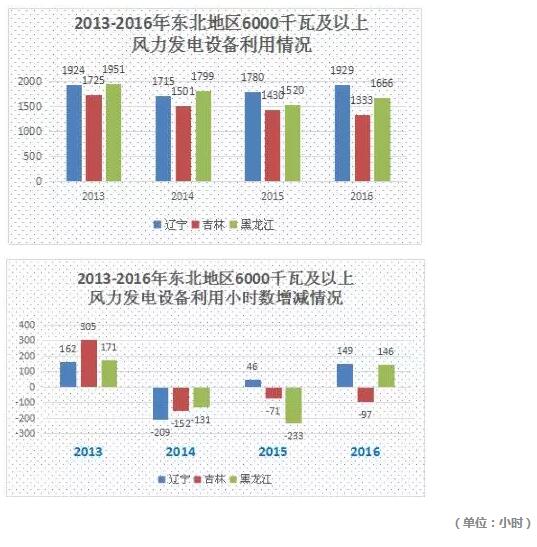 2013-2016年东北地区6000千瓦及以上
风力发电设备利用情况
2000
1500
1000
500
0
1924 1725 1951
1715 1501 1799
1780 1430 1520
1929 1333 1666
2013 2014 2015 2016
辽宁 吉林 黑龙江
2013-2016年东北地区6000千瓦及以上
风力发电设备利用小时数增减情况
400
300
200
100
0
-100
-200
-300
162 305 171
-209 -152 -131
46 -71 -233
149 -97 146
2013 2014 2015 2016
辽宁 吉林 黑龙江
（单位：小时）